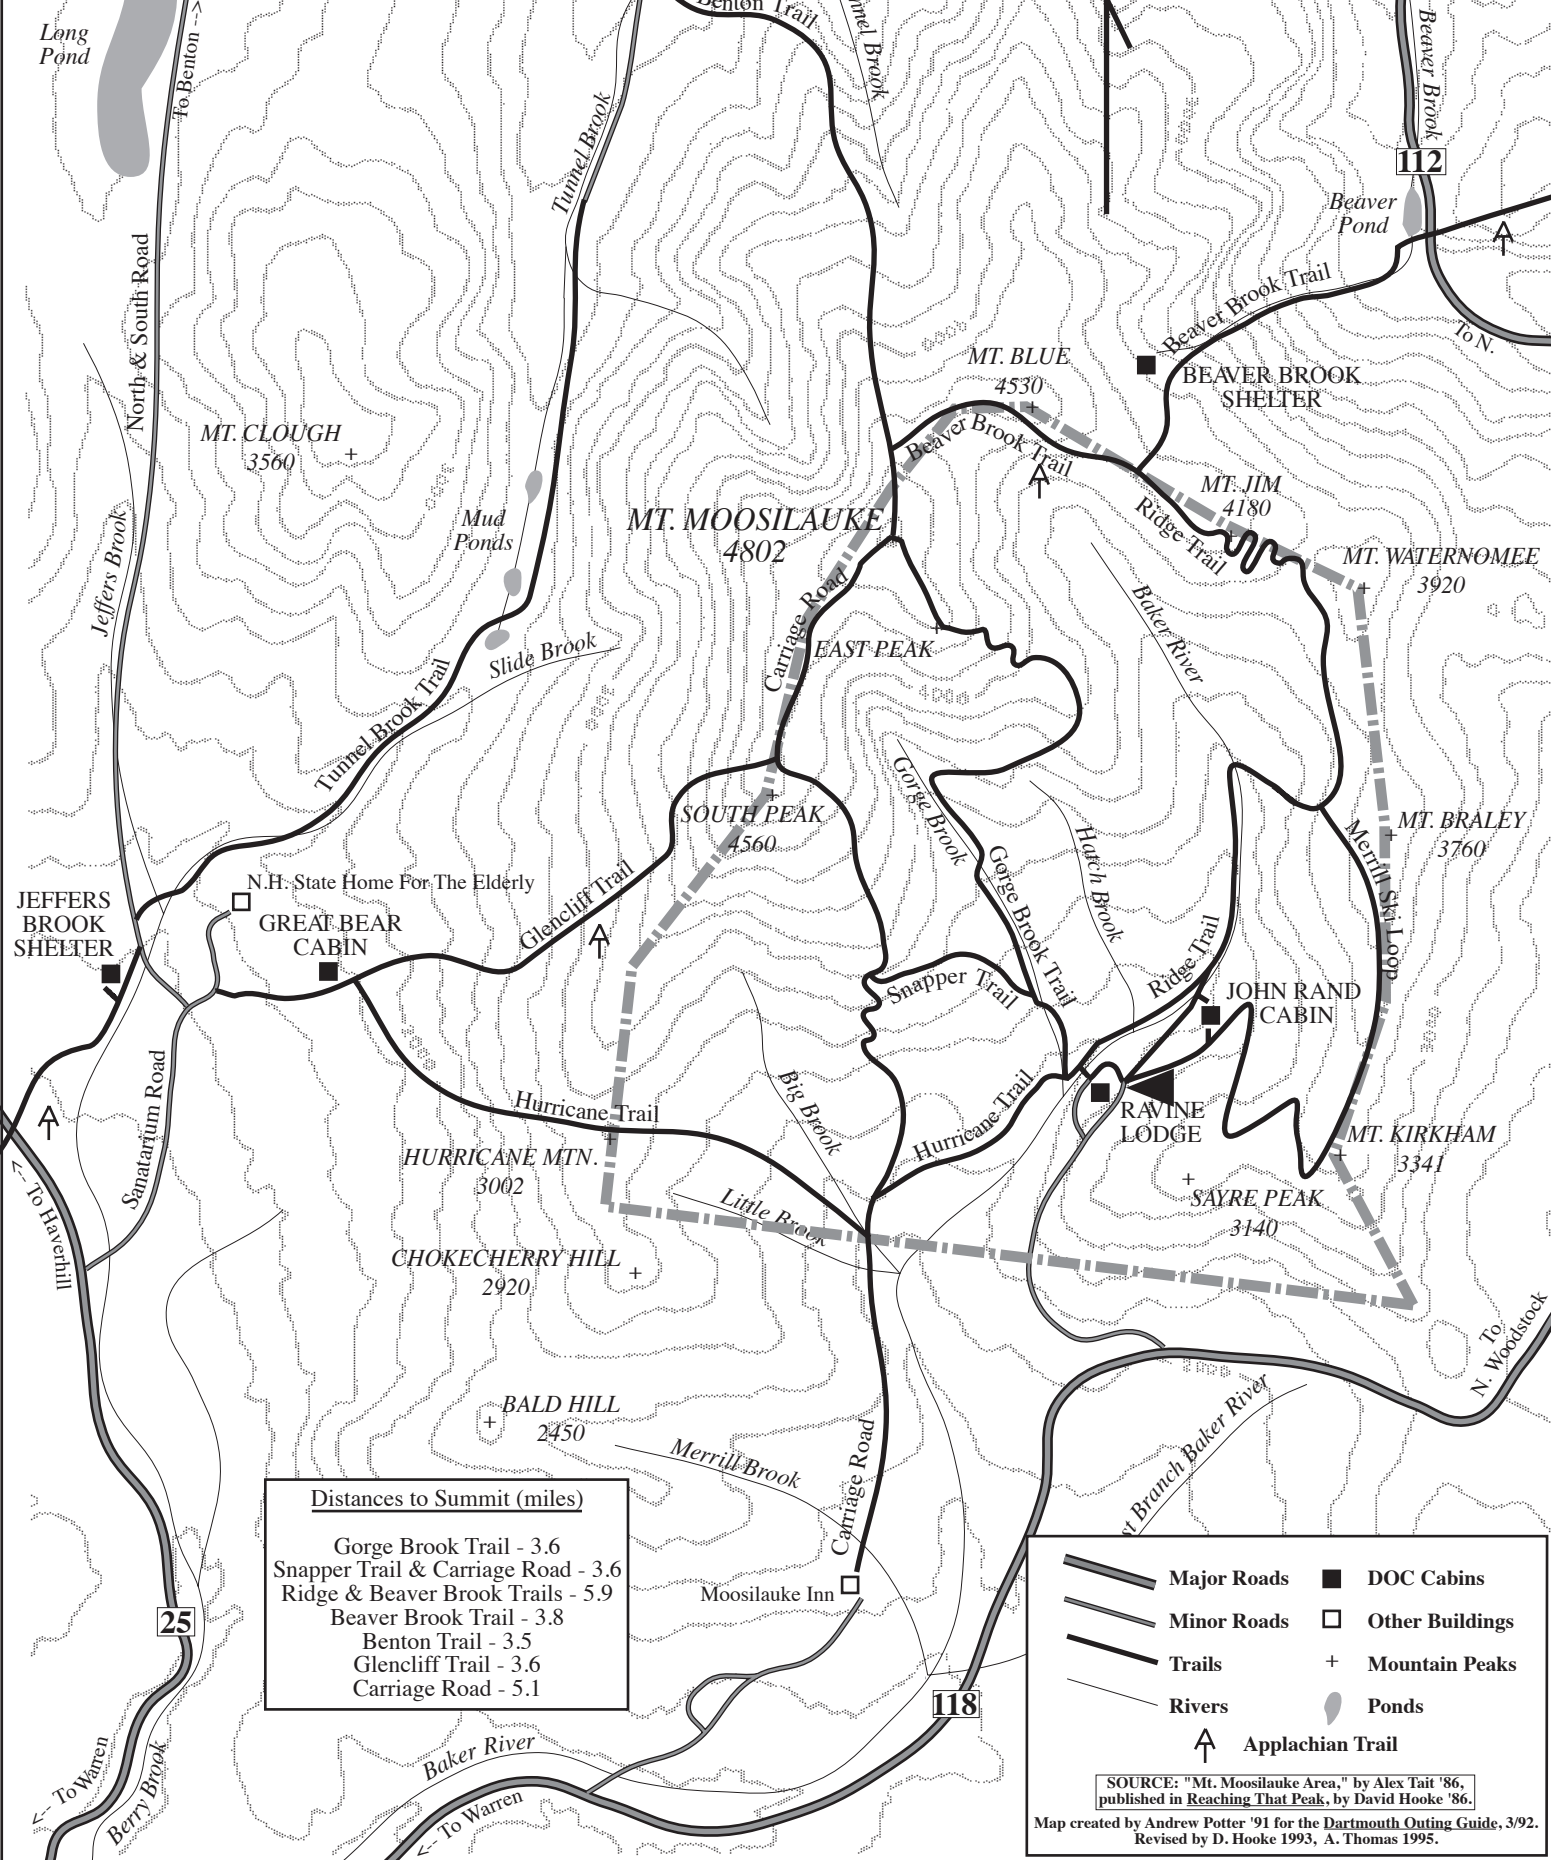 Benton Trail
Long
Pond
To Benton -->
Tunnel Brook
nnel Brook
Beaver Brook
112
Beaver
Pond
North & South Road
Beaver Brook Trail
To N.
MT. BLUE
4530
BEAVER BROOK
SHELTER
MT. CLOUGH
3560
Beaver Brook Trail
MT. JIM
4180
Ridge Trail
Jeffers Brook
Mud
Ponds
MT. MOOSILAUKE
4802
MT. WATERNOMEE
3920
Baker River
Carriage Road
EAST PEAK
Slide Brook
Tunnel Brook Trail
Gorge Brook
SOUTH PEAK
4560
Hatch Brook
MT. BRALEY
3760
Merrill Ski Loop
Gorge Brook Trail
N.H. State Home For The Elderly
JEFFERS
BROOK
SHELTER
GREAT BEAR
CABIN
Glencliff Trail
Snapper Trail
Ridge Trail
JOHN RAND
CABIN
Sanatarium Road
Hurricane Trail
Big Brook
Hurricane Trail
RAVINE
LODGE
MT. KIRKHAM
3341
HURRICANE MTN.
3002
<-- To Haverhill
Little Brook
SAYRE PEAK
3140
CHOKECHERRY HILL
2920
To
N. Woodstock
BALD HILL
2450
Merrill Brook
Carriage Road
st Branch Baker River
Distances to Summit (miles)
Gorge Brook Trail - 3.6
Snapper Trail & Carriage Road - 3.6
Ridge & Beaver Brook Trails - 5.9
Beaver Brook Trail - 3.8
Benton Trail - 3.5
Glencliff Trail - 3.6
Carriage Road - 5.1
Moosilauke Inn
25
118
Baker River
<-- To Warren
Berry Brook
<-- To Warren
Major Roads
DOC Cabins
Minor Roads
Other Buildings
Trails
Mountain Peaks
Rivers
Ponds
Applachian Trail
SOURCE: "Mt. Moosilauke Area," by Alex Tait '86,
published in Reaching That Peak, by David Hooke '86.
Map created by Andrew Potter '91 for the Dartmouth Outing Guide, 3/92.
Revised by D. Hooke 1993, A. Thomas 1995.